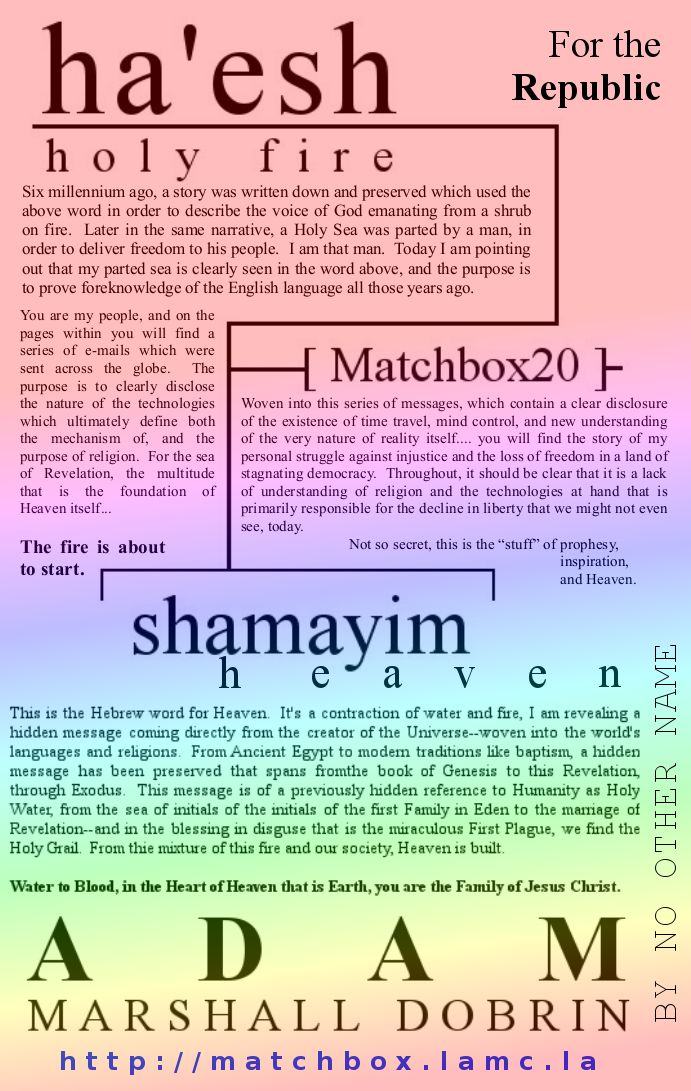 ha'esh
For the
Republic
holy fire
Six millennium ago, a story was written down and preserved which used the
above word in order to describe the voice of God emanating from a shrub
on fire.  Later in the same narrative, a Holy Sea was parted by a man, in
order to deliver freedom to his people.  I am that man.  Today I am pointing
out that my parted sea is clearly seen in the word above, and the purpose is
to prove foreknowledge of the English language all those years ago.
You are my people, and on the
pages within you will find a
series of e-mails which were
sent across the globe.  The
purpose is to clearly disclose
the nature of the technologies
which ultimately define both
the mechanism of, and the
purpose of religion.  For the sea
of Revelation, the multitude
that is the foundation of
Heaven itself...
The fire is about
to start.
[ Matchbox20 ]
Woven into this series of messages, which contain a clear disclosure
of the existence of time travel, mind control, and new understanding
of the very nature of reality itself.... you will find the story of my
personal struggle against injustice and the loss of freedom in a land of
stagnating democracy.  Throughout, it should be clear that it is a lack
of understanding of religion and the technologies at hand that is
primarily responsible for the decline in liberty that we might not even
see, today.
Not so secret, this is the “stuff” of prophesy,
inspiration,
and Heaven.
shamayim
heaven
This is the Hebrew word for Heaven.  It's a contraction of water and fire, I am revealing a
hidden message coming directly from the creator of the Universe--woven into the world's
languages and religions.  From Ancient Egypt to modern traditions like baptism, a hidden
message has been preserved that spans fromthe book of Genesis to this Revelation,
through Exodus.  This message is of a previously hidden reference to Humanity as Holy
Water, from the sea of initials of the initials of the first Family in Eden to the marriage of
Revelation--and in the blessing in disguse that is the miraculous First Plague, we find the
Holy Grail.  From thie mixture of this fire and our society, Heaven is built.
Water to Blood, in the Heart of Heaven that is Earth, you are the Family of Jesus Christ.
ADAM
MARSHALL DOBRIN
http://matchbox.lamc.la
BY NO OTHER NAME